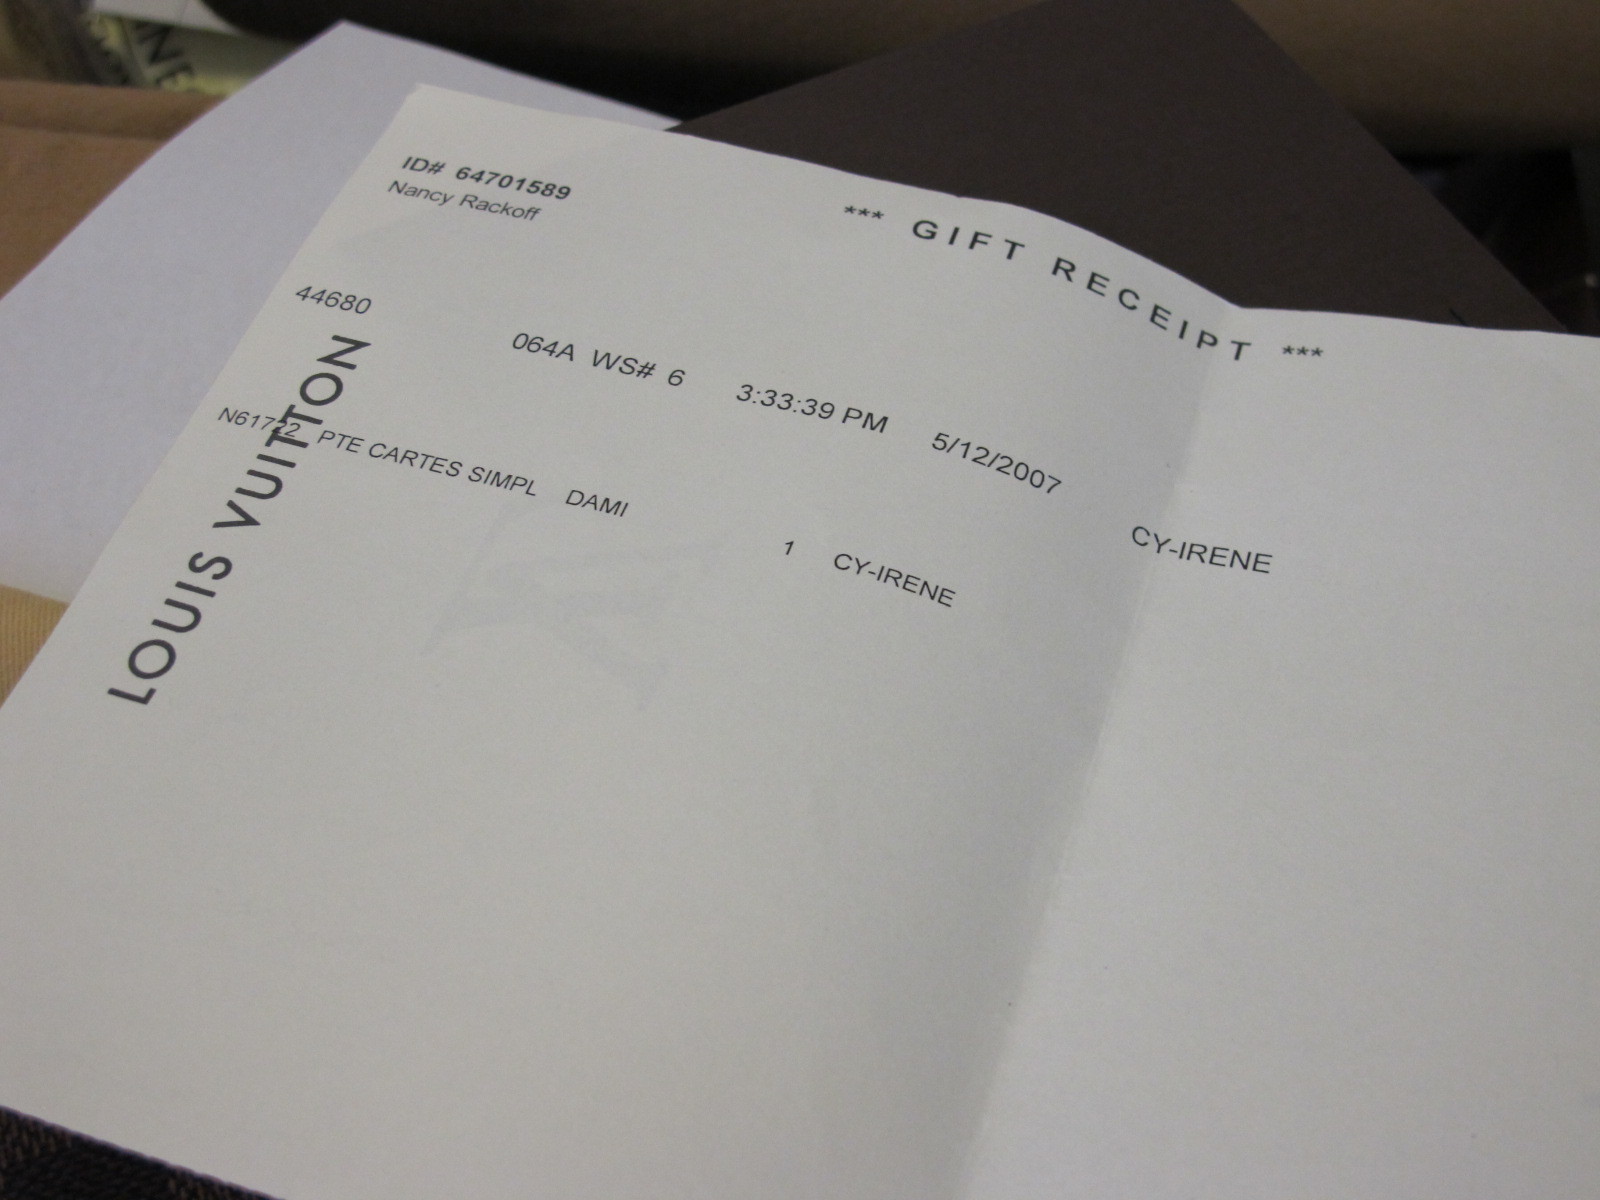 ID# 64701589
Nancy Rackoff
*** GIFT RECEIPT ***
44680 064A WS# 6 3:33:39 PM 5/12/2007 CY-IRENE
N61722 PTE CARTES SIMPL DAMI 1 CY-IRENE
LOUIS VUITTON